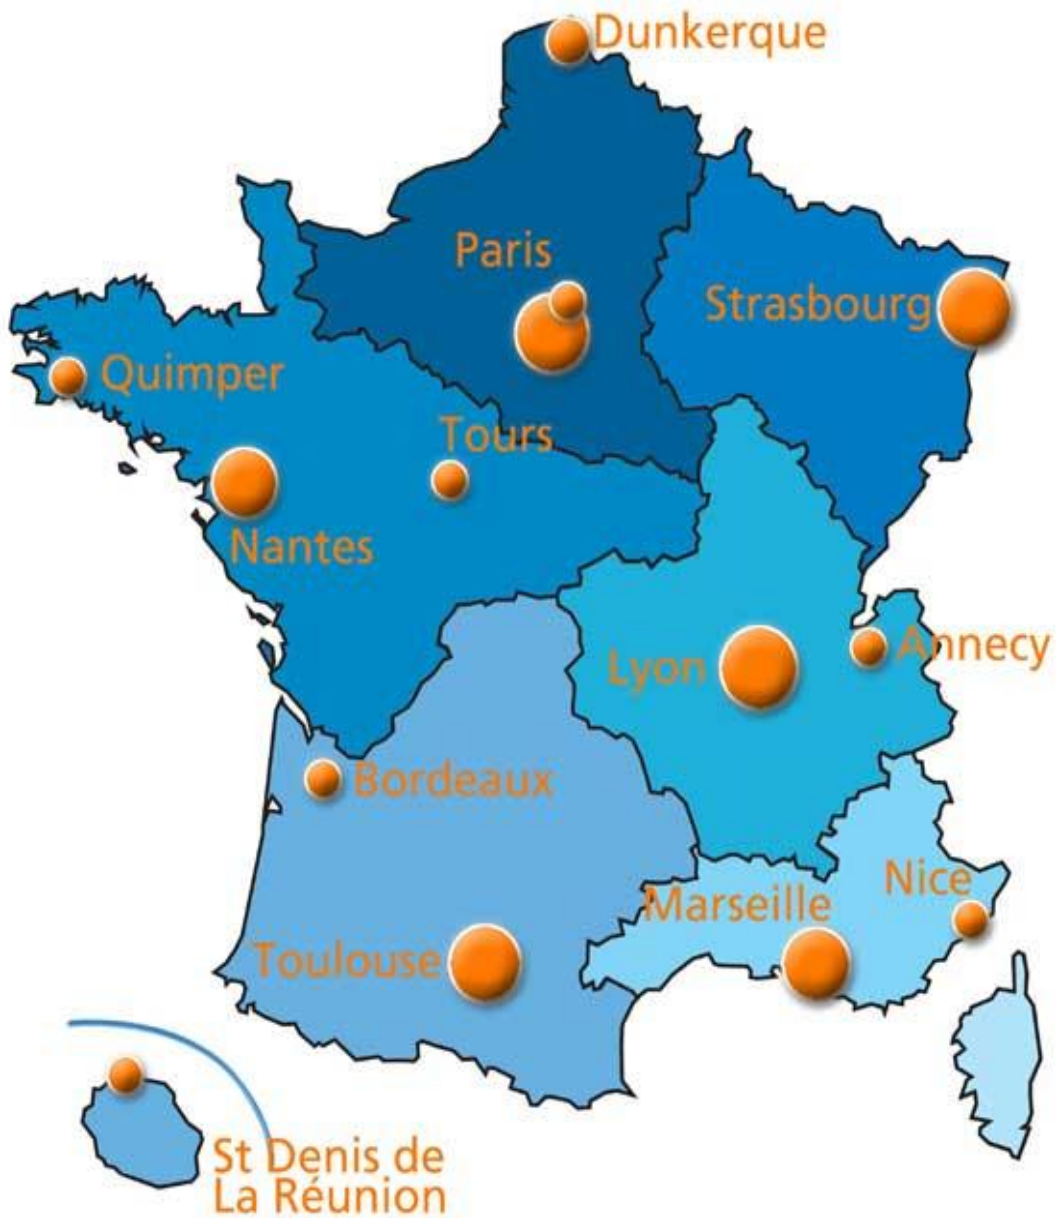 Dunkerque
Paris
Strasbourg
Quimper
Tours
Nantes
Annecy
Lyon
Bordeaux
Nice
Marseille
Toulouse
St Denis de
La Réunion